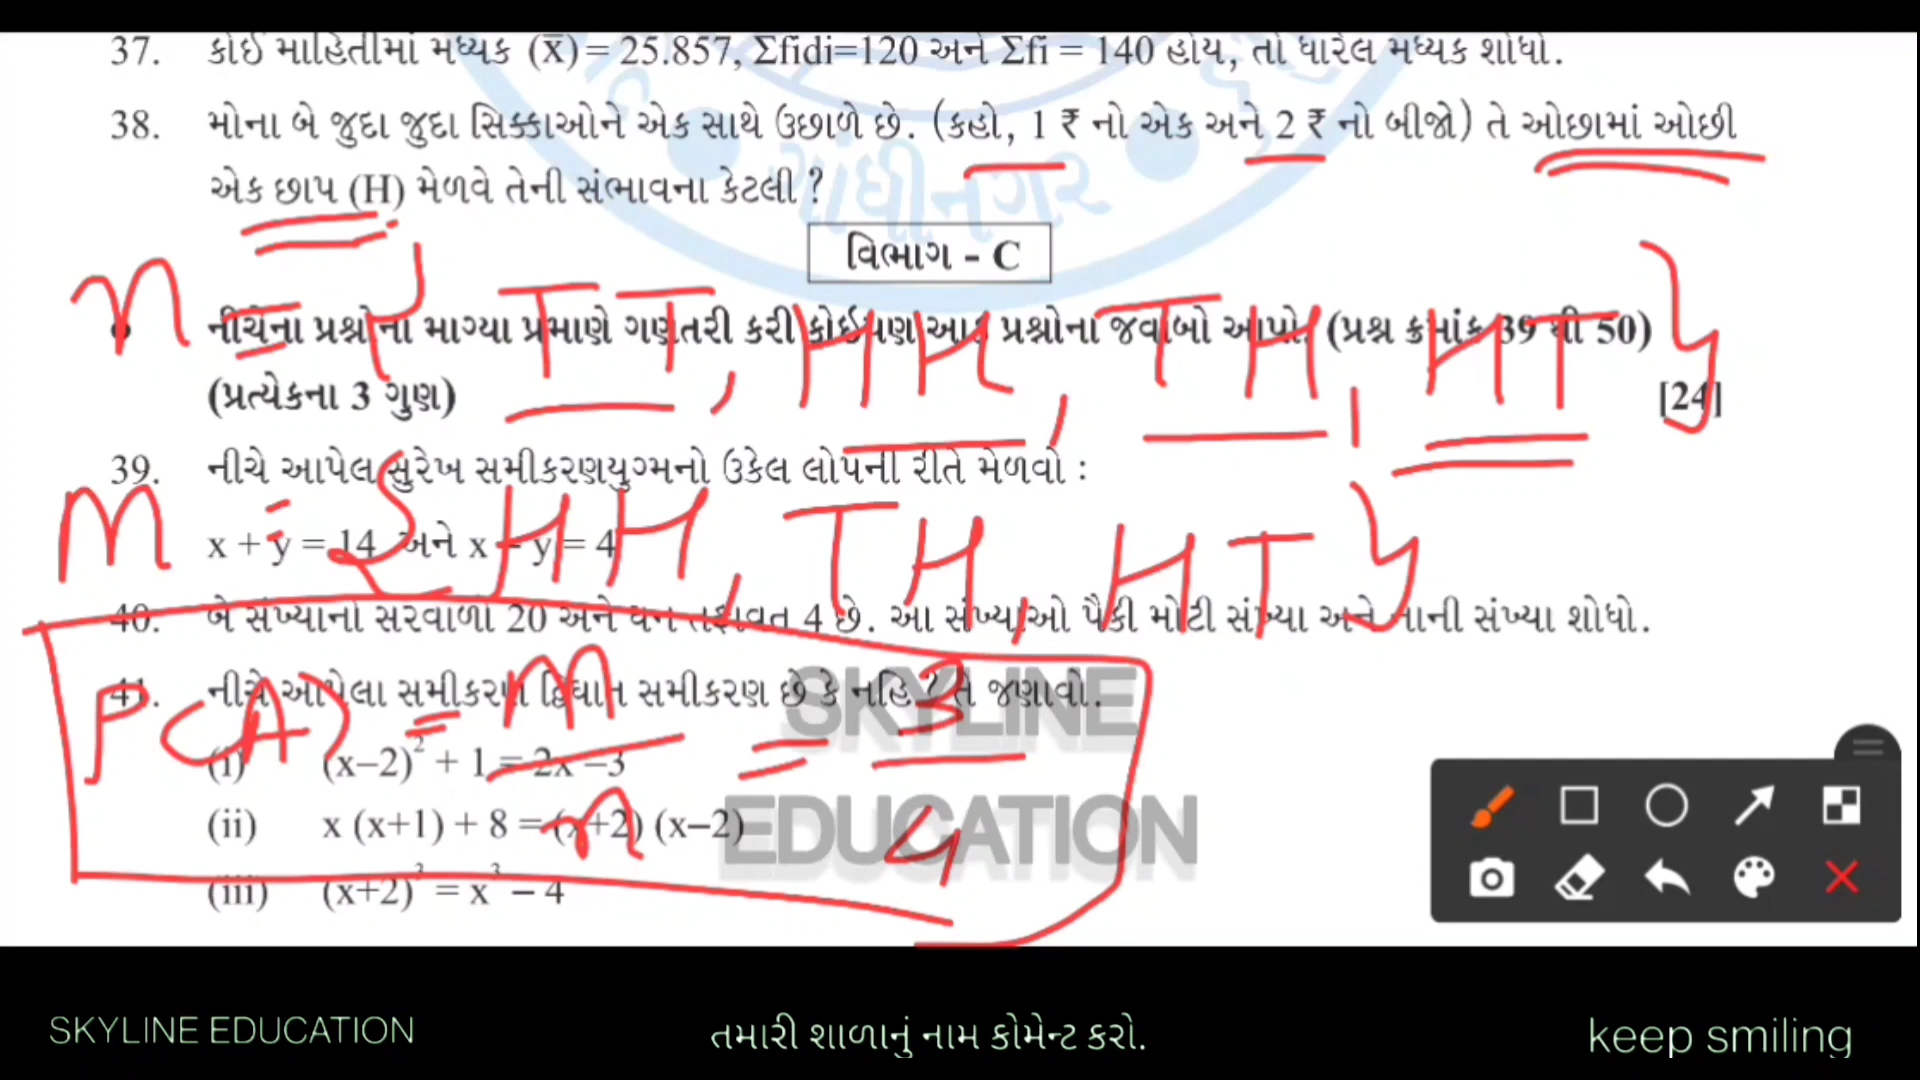 37. કોઈ માહિતીમાં મધ્યક (x̄) = 25.857, Σfidi=120 અને Σfi = 140 હોય, તો ધારેલ મધ્યક શોધો.
38. મોના બે જુદા જુદા સિક્કાઓને એક સાથે ઉછાળે છે. (કહો, 1 ₹ નો એક અને 2 ₹ નો બીજો) તે ઓછામાં ઓછી
એક છાપ (H) મેળવે તેની સંભાવના કેટલી ?
ગાંધીનગર
વિભાગ - C
n = { TT, HH, TH, HT }
નીચેના પ્રશ્નોના માગ્યા પ્રમાણે ગણતરી કરી કોઈપણ આઠ પ્રશ્નોના જવાબો આપો. (પ્રશ્ન ક્રમાંક 39 થી 50)
(પ્રત્યેકના 3 ગુણ) [24]
39. નીચે આપેલ સુરેખ સમીકરણયુગ્મનો ઉકેલ લોપની રીતે મેળવો :
m = { HH, TH, HT }
x + y = 14 અને x – y = 4
40. બે સંખ્યાનો સરવાળો 20 અને ધન તફાવત 4 છે. આ સંખ્યાઓ પૈકી મોટી સંખ્યા અને નાની સંખ્યા શોધો.
41. નીચે આપેલા સમીકરણ દ્વિઘાત સમીકરણ છે કે નહિ ? તે જણાવો.
P(A) = m/n = 3/4
(i) (x–2)² + 1 = 2x –3
(ii) x (x+1) + 8 = (x+2) (x–2)
(iii) (x+2)³ = x³ – 4
SKYLINE
EDUCATION
SKYLINE EDUCATION
તમારી શાળાનું નામ કોમેન્ટ કરો.
keep smiling